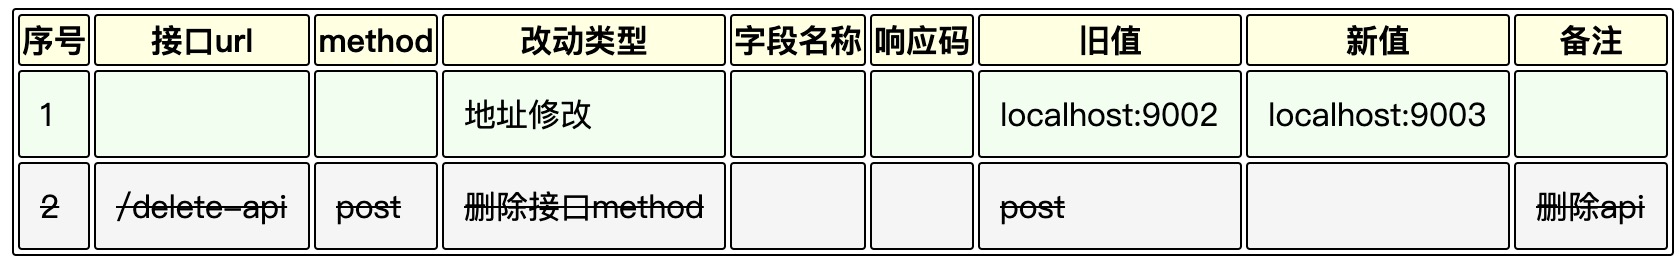 序号 接口url method 改动类型 字段名称 响应码 旧值 新值 备注
1 地址修改 localhost:9002 localhost:9003
2 /delete-api post 删除接口method post 删除api